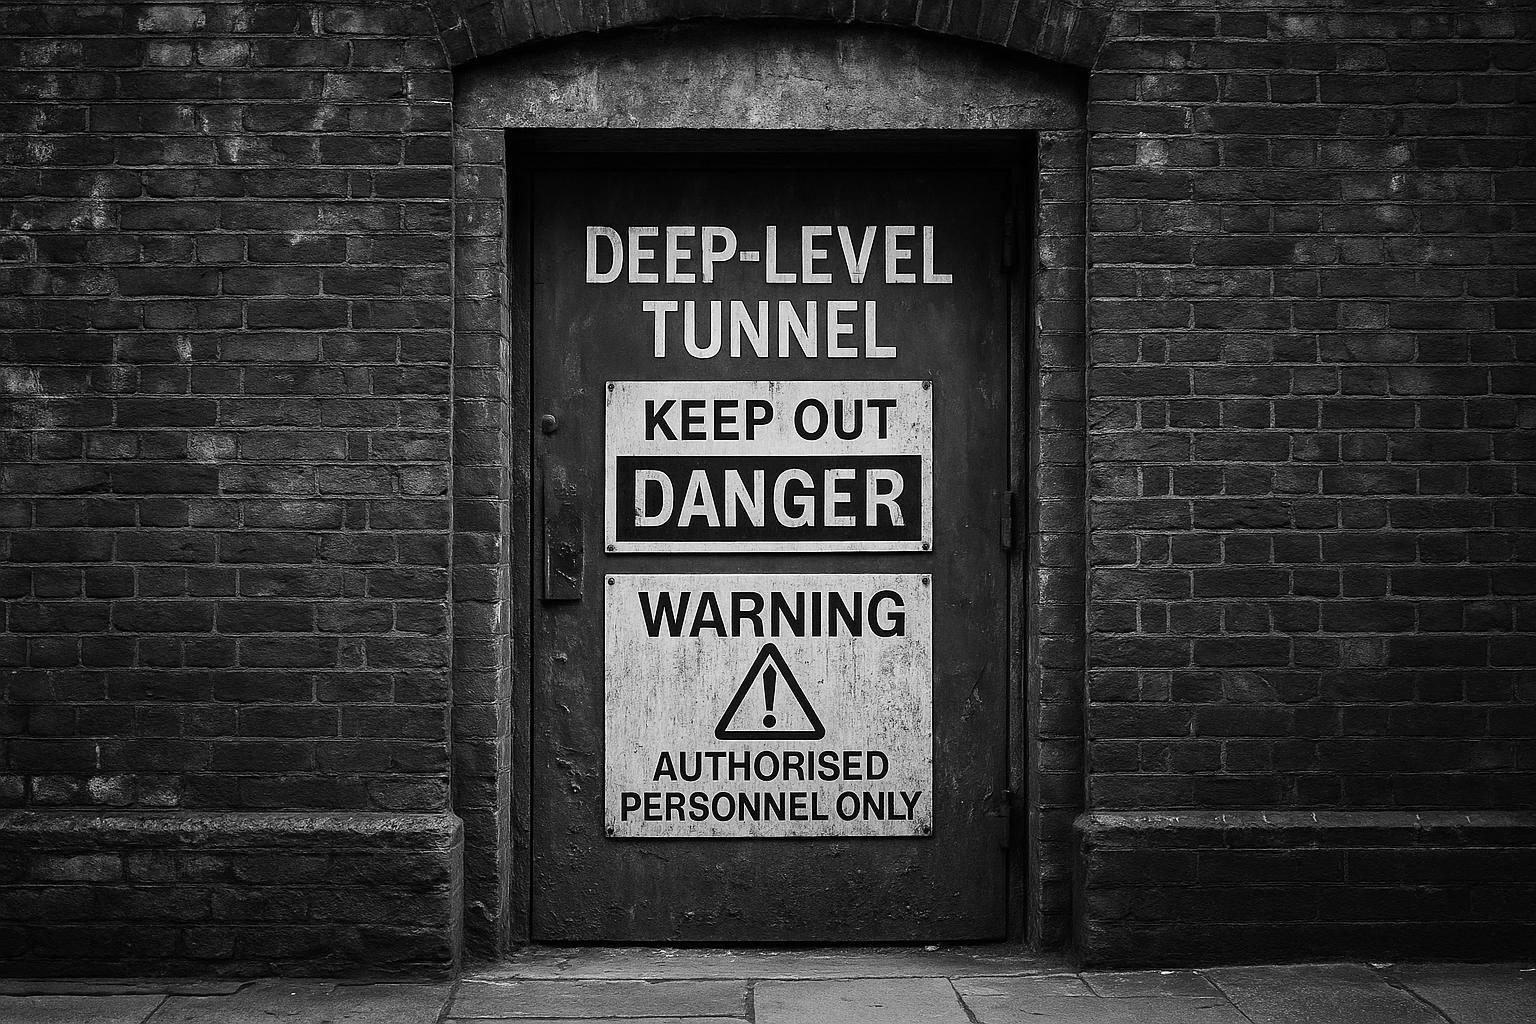 DEEP-LEVEL
TUNNEL
KEEP OUT
DANGER
WARNING
AUTHORISED
PERSONNEL ONLY